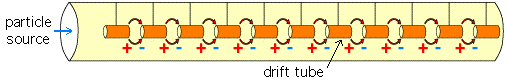 particle
source
+ - + - + - + - + - + - + - + -
drift tube